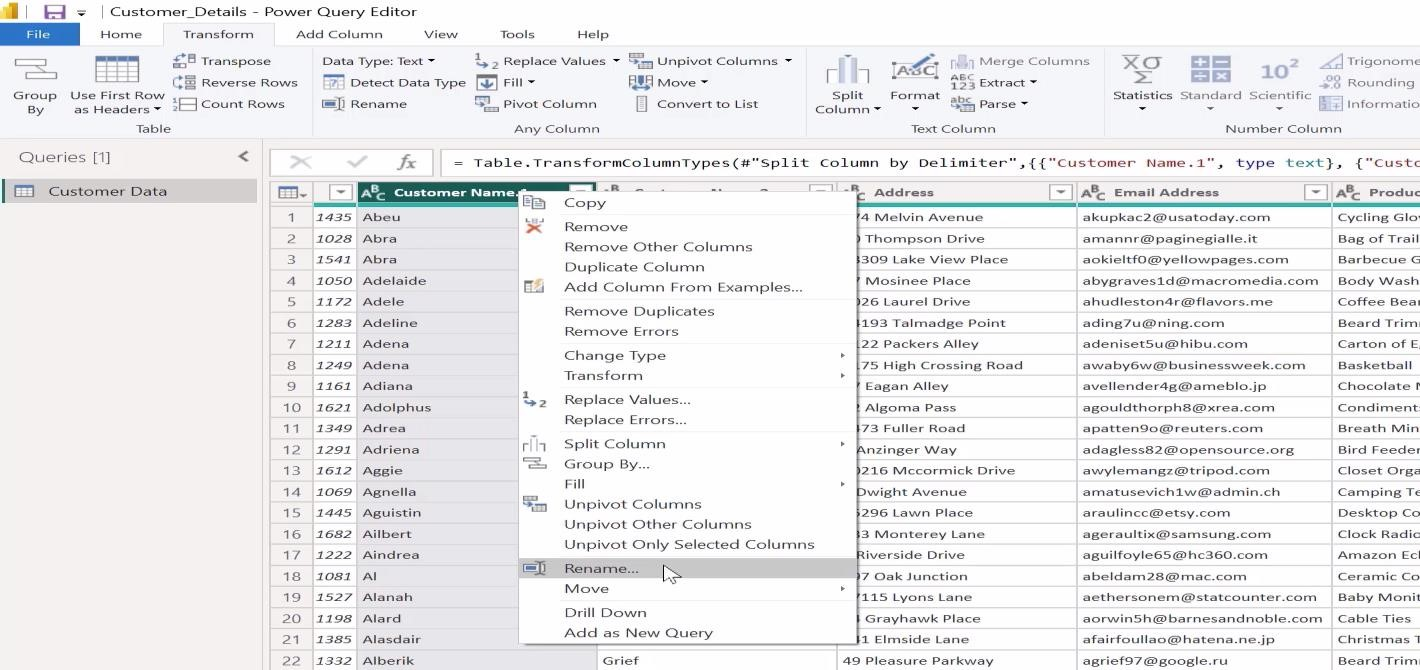 Customer_Details - Power Query Editor
File Home Transform Add Column View Tools Help
Group By
Use First Row as Headers
Transpose
Reverse Rows
Count Rows
Table
Data Type: Text
Detect Data Type
Rename
Replace Values
Fill
Pivot Column
Unpivot Columns
Move
Convert to List
Any Column
Split Column
Format
Merge Columns
Extract
Parse
Text Column
Statistics
Standard
Scientific
Trigonome
Rounding
Informatio
Number Column
Queries [1]
Customer Data
fx = Table.TransformColumnTypes(#"Split Column by Delimiter",{{"Customer Name.1", type text}, {"Custo
Customer Name. Address Email Address Produc
1 1435 Abeu 74 Melvin Avenue akupkac2@usatoday.com Cycling Glov
2 1028 Abra Thompson Drive amannr@paginegialle.it Bag of Trail
3 1541 Abra 3309 Lake View Place aokieltf0@yellowpages.com Barbecue G
4 1050 Adelaide Mosinee Place abygraves1d@macromedia.com Body Wash
5 1172 Adele 26 Laurel Drive ahudleston4r@flavors.me Coffee Bear
6 1283 Adeline 4193 Talmadge Point ading7u@ning.com Beard Trimm
7 1211 Adena 122 Packers Alley adeniset5u@hibu.com Carton of E
8 1249 Adena 175 High Crossing Road awaby6w@businessweek.com Basketball
9 1161 Adiana Eagan Alley avellender4g@ameblo.jp Chocolate M
10 1621 Adolphus Algoma Pass agouldthorph8@xrea.com Condiment
11 1349 Adrea 473 Fuller Road apatten9o@reuters.com Breath Min
12 1291 Adriena Anzinger Way adagless82@opensource.org Bird Feeder
13 1612 Aggie 0216 Mccormick Drive awylemangz@tripod.com Closet Orga
14 1069 Agnella Dwight Avenue amatusevich1w@admin.ch Camping Te
15 1445 Aguistin 5296 Lawn Place araulincc@etsy.com Desktop Co
16 1682 Ailbert 33 Monterey Lane ageraultix@samsung.com Clock Radio
17 1222 Aindrea Riverside Drive aguilfoyle65@hc360.com Amazon Ech
18 1081 Al 97 Oak Junction abeldam28@mac.com Ceramic Co
19 1527 Alanah 7115 Lyons Lane aethersonem@statcounter.com Baby Monit
20 1198 Alard Grayhawk Place aorwin5h@barnesandnoble.com Cable Ties
21 1385 Alasdair 41 Elmside Lane afairfoullao@hatena.ne.jp Christmas T
22 1332 Alberik Grief 49 Pleasure Parkway agrief97@google.ru Beard Trimm
Copy
Remove
Remove Other Columns
Duplicate Column
Add Column From Examples...
Remove Duplicates
Remove Errors
Change Type
Transform
Replace Values...
Replace Errors...
Split Column
Group By...
Fill
Unpivot Columns
Unpivot Other Columns
Unpivot Only Selected Columns
Rename...
Move
Drill Down
Add as New Query